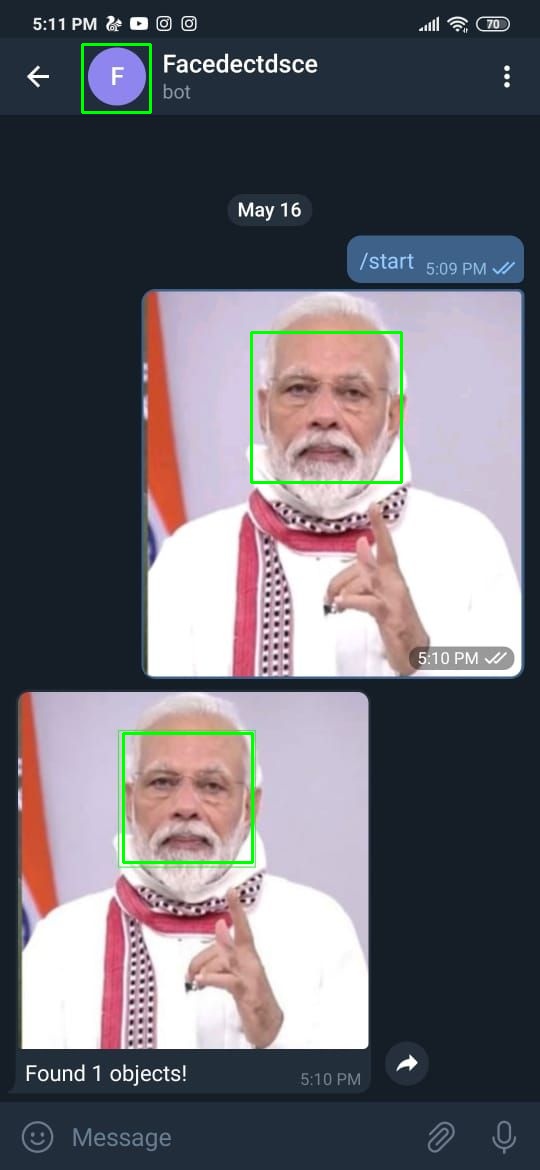 5:11 PM
70
F
Facedectdsce
bot
May 16
/start 5:09 PM
5:10 PM
Found 1 objects!
5:10 PM
Message